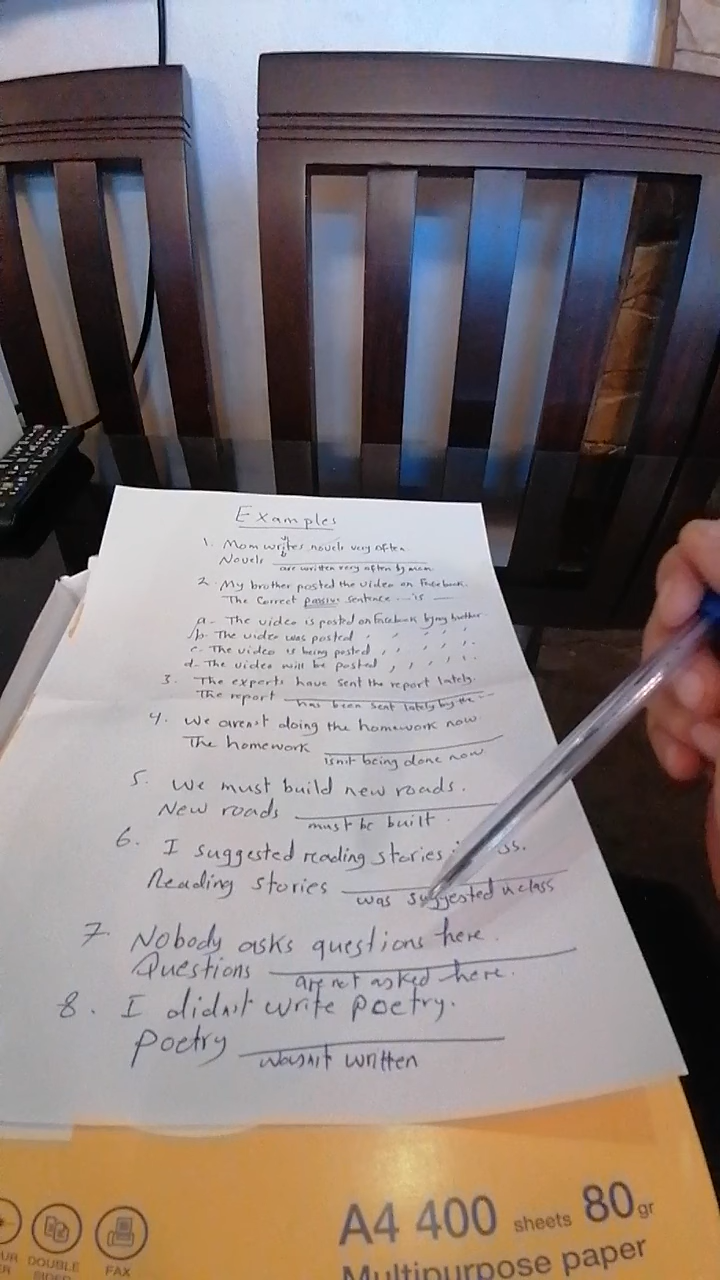 Examples
1. Mom writes novels very often.
Novels
are written very often by mom.
2. My brother posted the video on Facebook.
The Correct passive sentence --- is ---
a- The video is posted on Facebook by my brother
b- The video was posted , , , , ,
c- The video is being posted , , , , ,
d- The video will be posted , , , , ,
3. The experts have sent the report lately.
The report
has been sent lately by the --
4. We aren't doing the homework now
The homework
isn't being done now
5. We must build new roads.
New roads
must be built.
6. I suggested reading stories
Reading stories
was suggested in class
7. Nobody asks questions here.
Questions
are not asked here.
8. I didn't write poetry.
Poetry
wasn't written
A4 400 sheets 80 gr
Multipurpose paper
DOUBLE
FAX